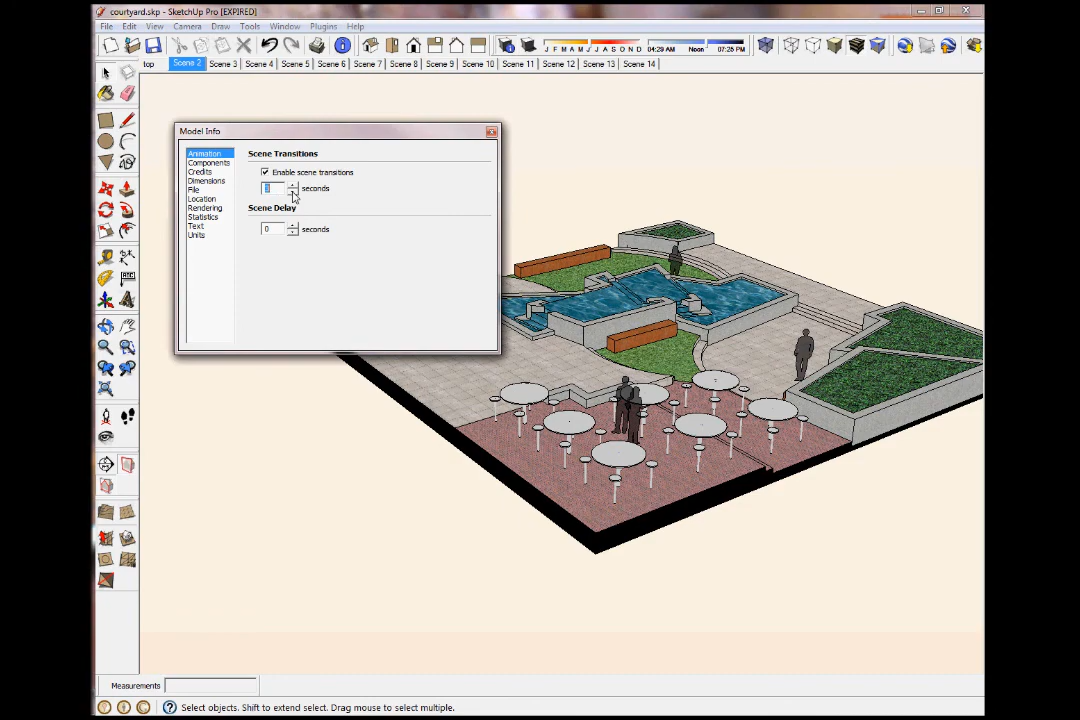 courtyard.skp - SketchUp Pro [EXPIRED]
File Edit View Camera Draw Tools Window Plugins Help
J F M A M J J A S O N D 04:29 AM Noon 07:25 PM
top Scene 2 Scene 3 Scene 4 Scene 5 Scene 6 Scene 7 Scene 8 Scene 9 Scene 10 Scene 11 Scene 12 Scene 13 Scene 14
Model Info
Animation
Components
Credits
Dimensions
File
Location
Rendering
Statistics
Text
Units
Scene Transitions
Enable scene transitions
seconds
Scene Delay
0 seconds
Measurements
Select objects. Shift to extend select. Drag mouse to select multiple.